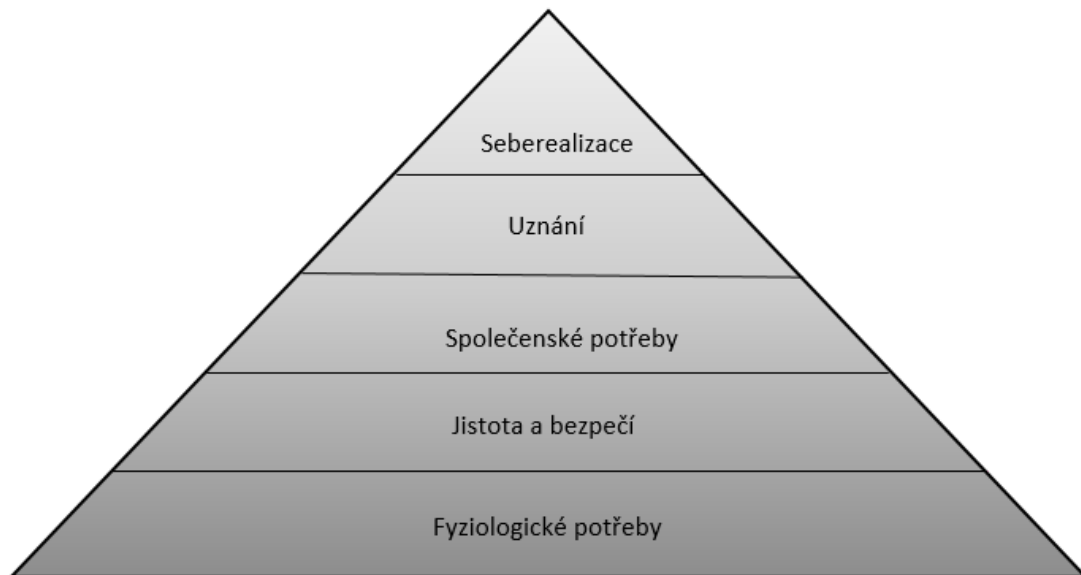 Seberealizace
Uznání
Společenské potřeby
Jistota a bezpečí
Fyziologické potřeby